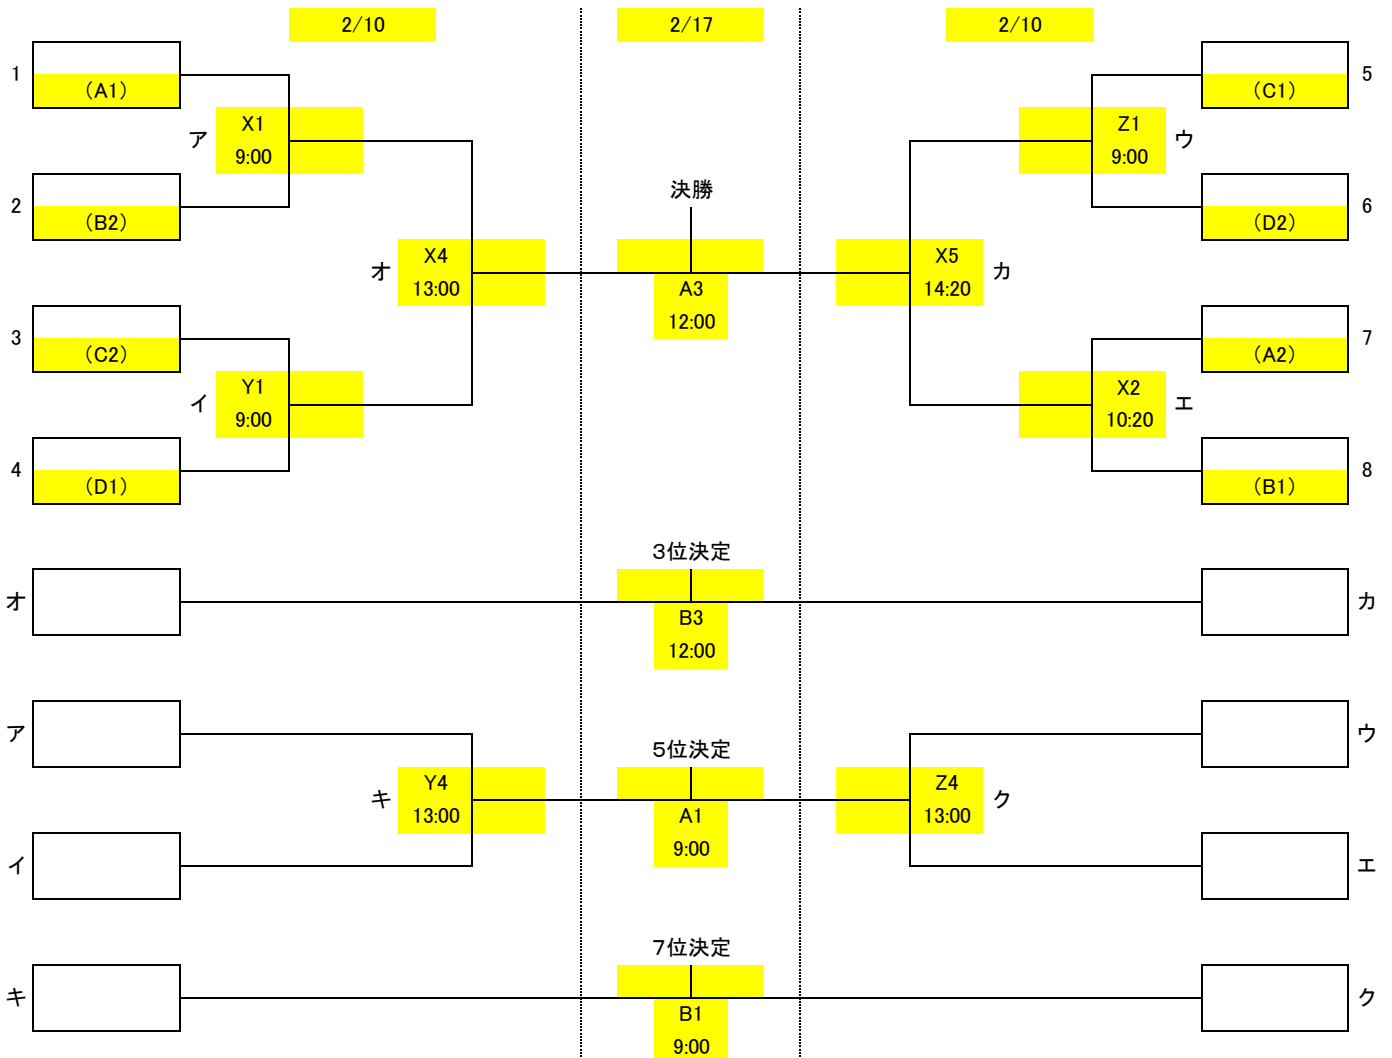 2/10
2/17
2/10
1
(A1)
5
(C1)
ア
X1
9:00
Z1
9:00
ウ
2
(B2)
決勝
6
(D2)
オ
X4
13:00
A3
12:00
X5
14:20
カ
3
(C2)
7
(A2)
イ
Y1
9:00
X2
10:20
エ
4
(D1)
8
(B1)
3位決定
オ
B3
12:00
カ
ア
ウ
5位決定
キ
Y4
13:00
A1
9:00
Z4
13:00
ク
イ
エ
7位決定
キ
B1
9:00
ク